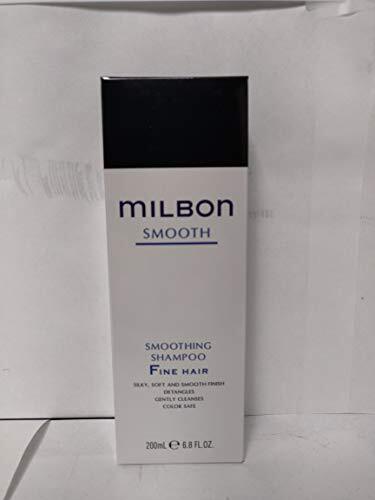 MILBON
SMOOTH
SMOOTHING
SHAMPOO
FINE HAIR
SILKY, SOFT AND SMOOTH FINISH
DETANGLES
GENTLY CLEANSES
COLOR SAFE
200mL ℮ 6.8 FL.OZ.